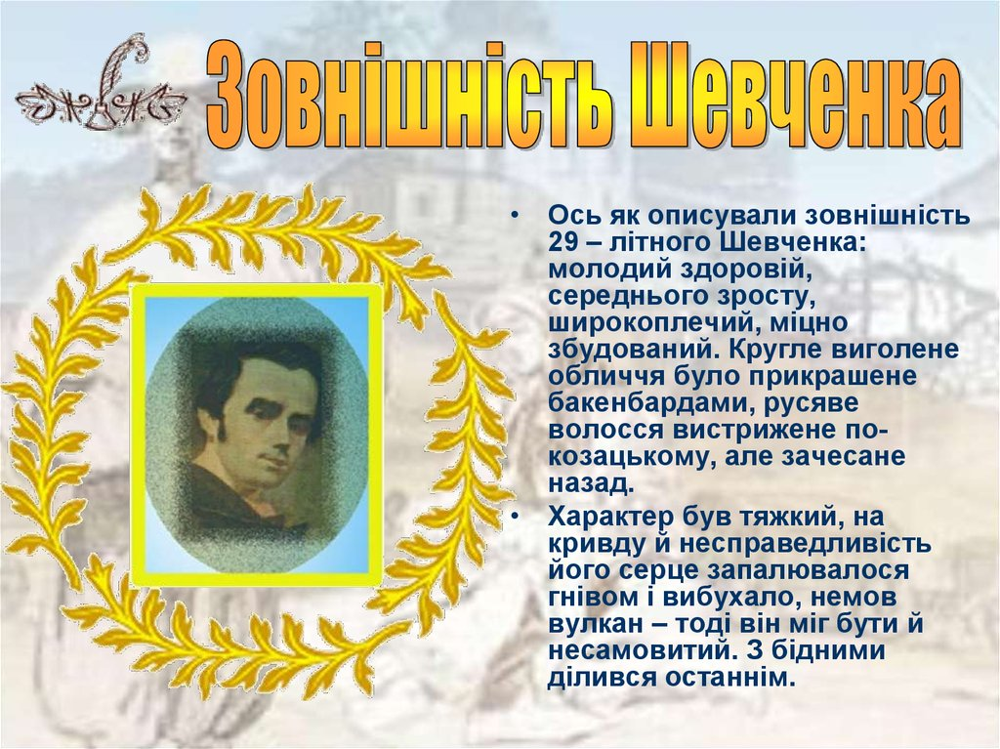 Зовнішність Шевченка
• Ось як описували зовнішність
29 – літного Шевченка:
молодий здоровій,
середнього зросту,
широкоплечий, міцно
збудований. Кругле виголене
обличчя було прикрашене
бакенбардами, русяве
волосся вистрижене по-
козацькому, але зачесане
назад.
• Характер був тяжкий, на
кривду й несправедливість
його серце запалювалося
гнівом і вибухало, немов
вулкан – тоді він міг бути й
несамовитий. З бідними
ділився останнім.